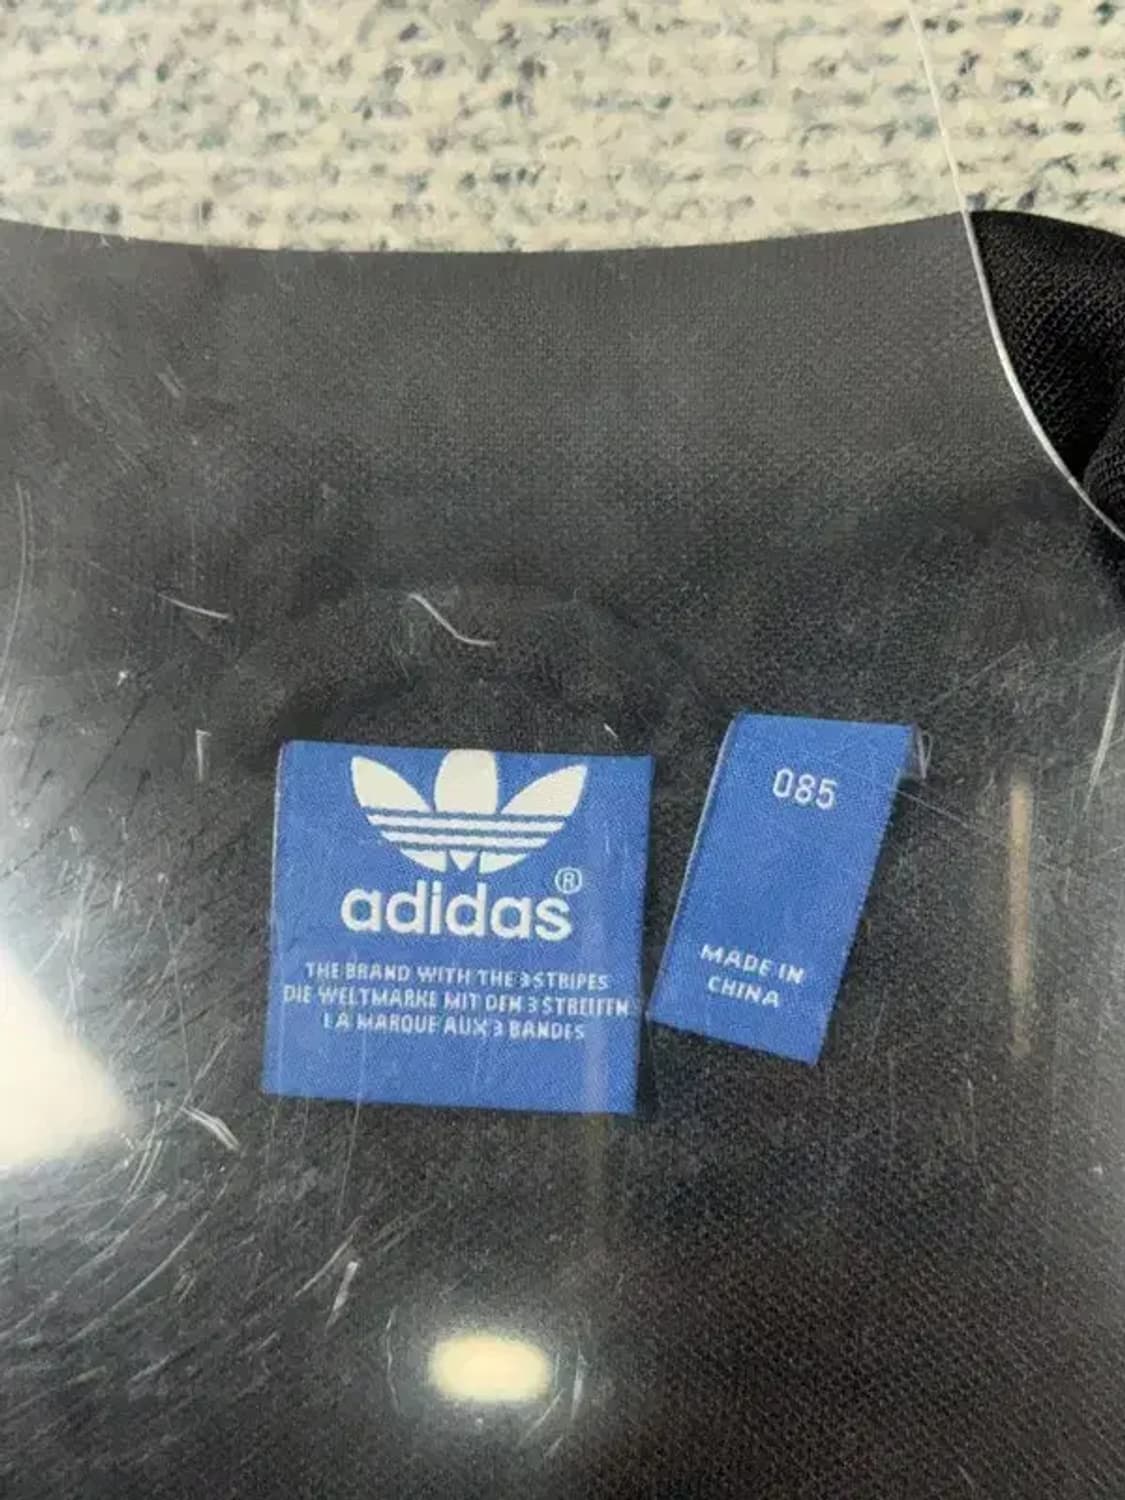 adidas®
THE BRAND WITH THE 3 STRIPES
DIE WELTMARKE MIT DEN 3 STREIFEN
LA MARQUE AUX 3 BANDES
085
MADE IN
CHINA